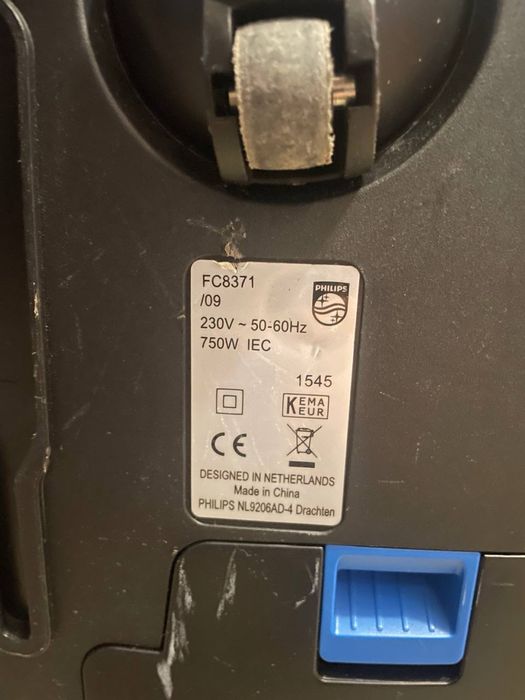 FC8371
/09
PHILIPS
230V ~ 50-60Hz
750W IEC
1545
KEMA
EUR
CE
DESIGNED IN NETHERLANDS
Made in China
PHILIPS NL9206AD-4 Drachten